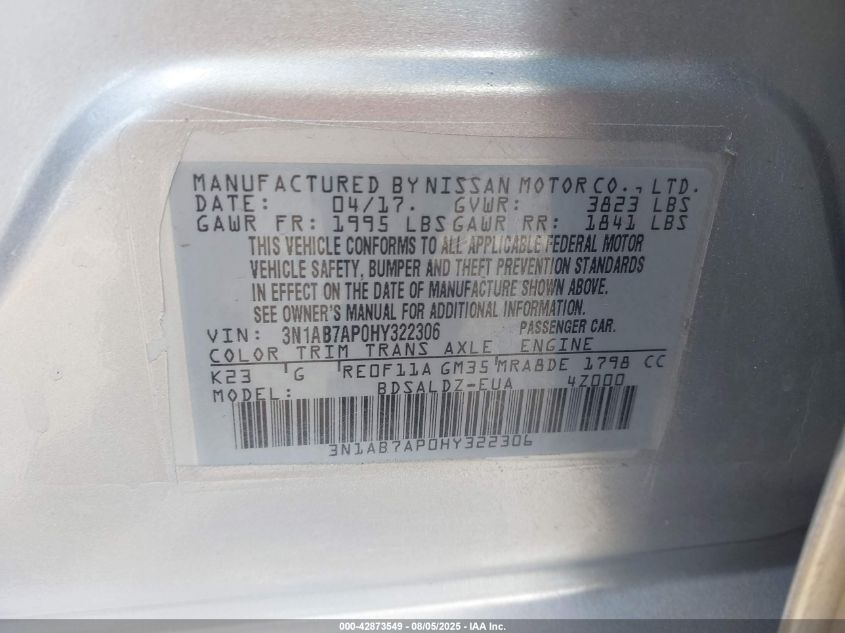 MANUFACTURED BY NISSAN MOTOR CO., LTD.
DATE: 04/17. GVWR: 3823 LBS
GAWR FR: 1995 LBS GAWR RR: 1841 LBS
THIS VEHICLE CONFORMS TO ALL APPLICABLE FEDERAL MOTOR
VEHICLE SAFETY, BUMPER AND THEFT PREVENTION STANDARDS
IN EFFECT ON THE DATE OF MANUFACTURE SHOWN ABOVE.
SEE OWNER'S MANUAL FOR ADDITIONAL INFORMATION.
VIN: 3N1AB7AP0HY322306 PASSENGER CAR.
COLOR TRIM TRANS AXLE ENGINE
K23 G RE0F11A GM35 MRA8DE 1798 CC
MODEL: BDSALDZ-EUA 4Z000
3N1AB7AP0HY322306
000-42873549 - 08/05/2025 - IAA Inc.